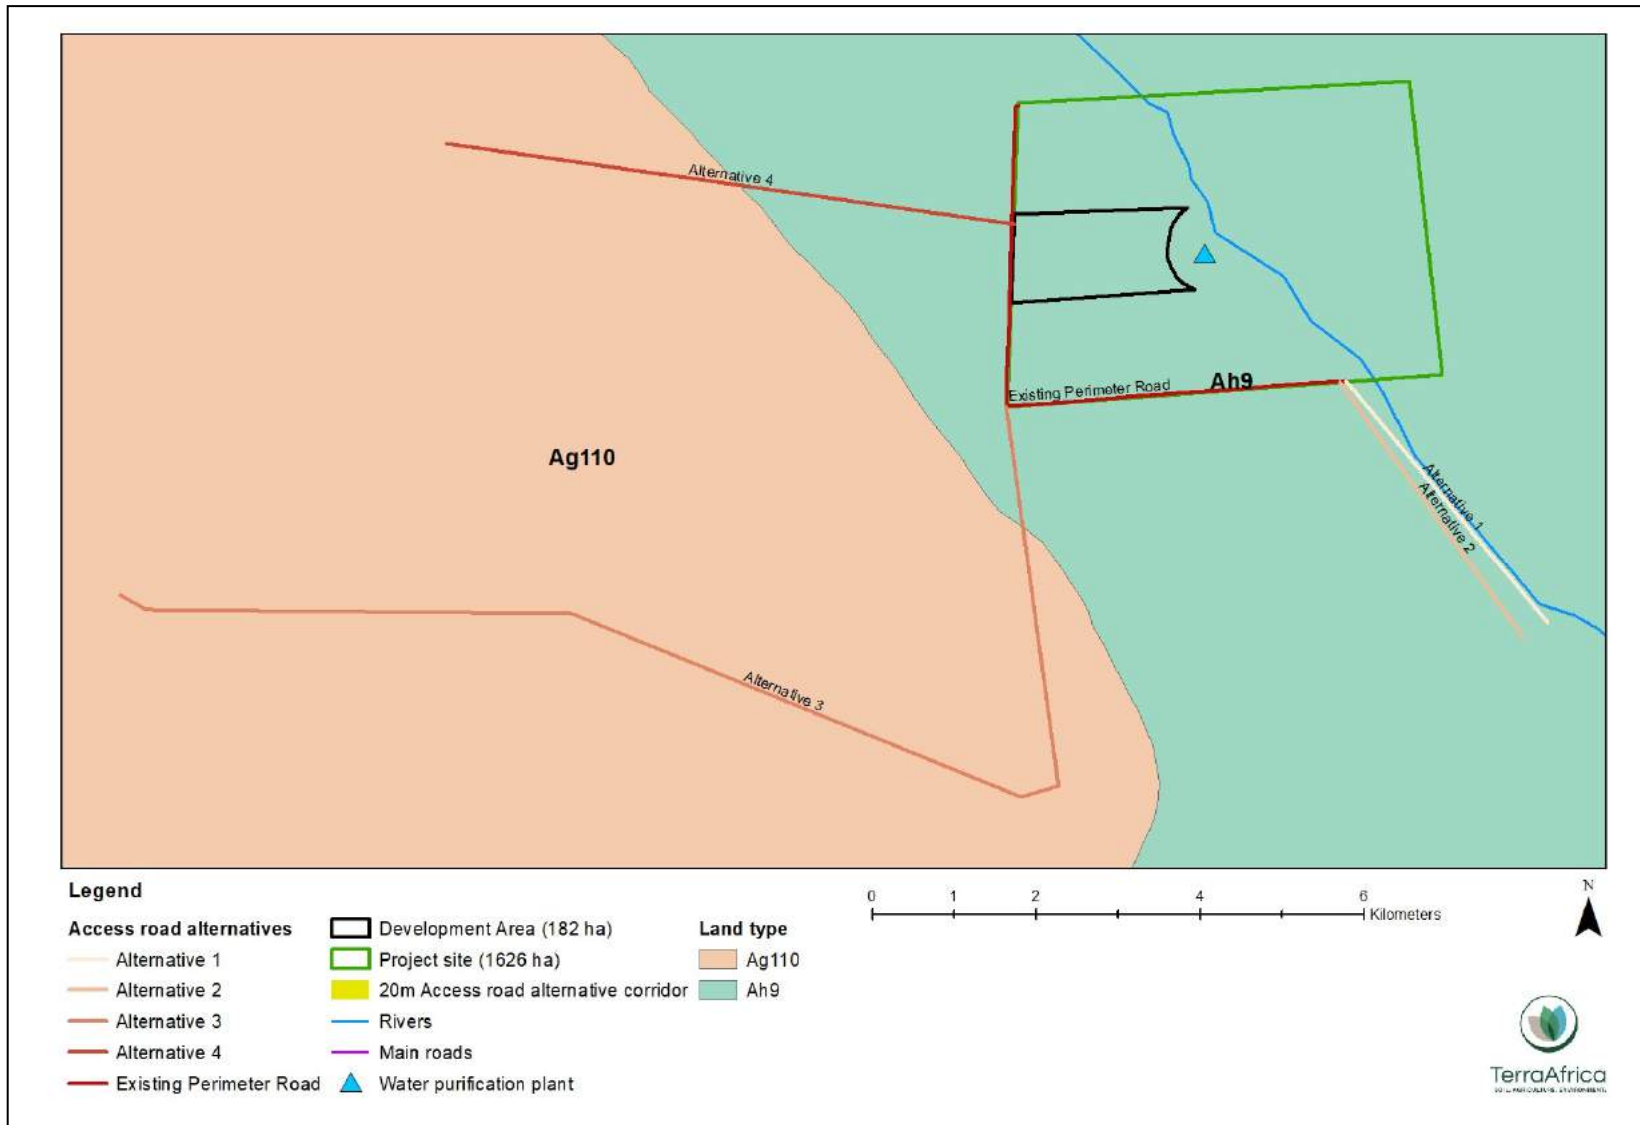 Alternative 4
Existing Perimeter Road
Ah9
Ag110
Alternative 1
Alternative 2
Alternative 3
Legend
Access road alternatives
Alternative 1
Alternative 2
Alternative 3
Alternative 4
Existing Perimeter Road
Development Area (182 ha)
Project site (1626 ha)
20m Access road alternative corridor
Rivers
Main roads
Water purification plant
Land type
Ag110
Ah9
0 1 2 4 6
Kilometers
N
TerraAfrica
SOIL. AGRICULTURE. ENVIRONMENT.